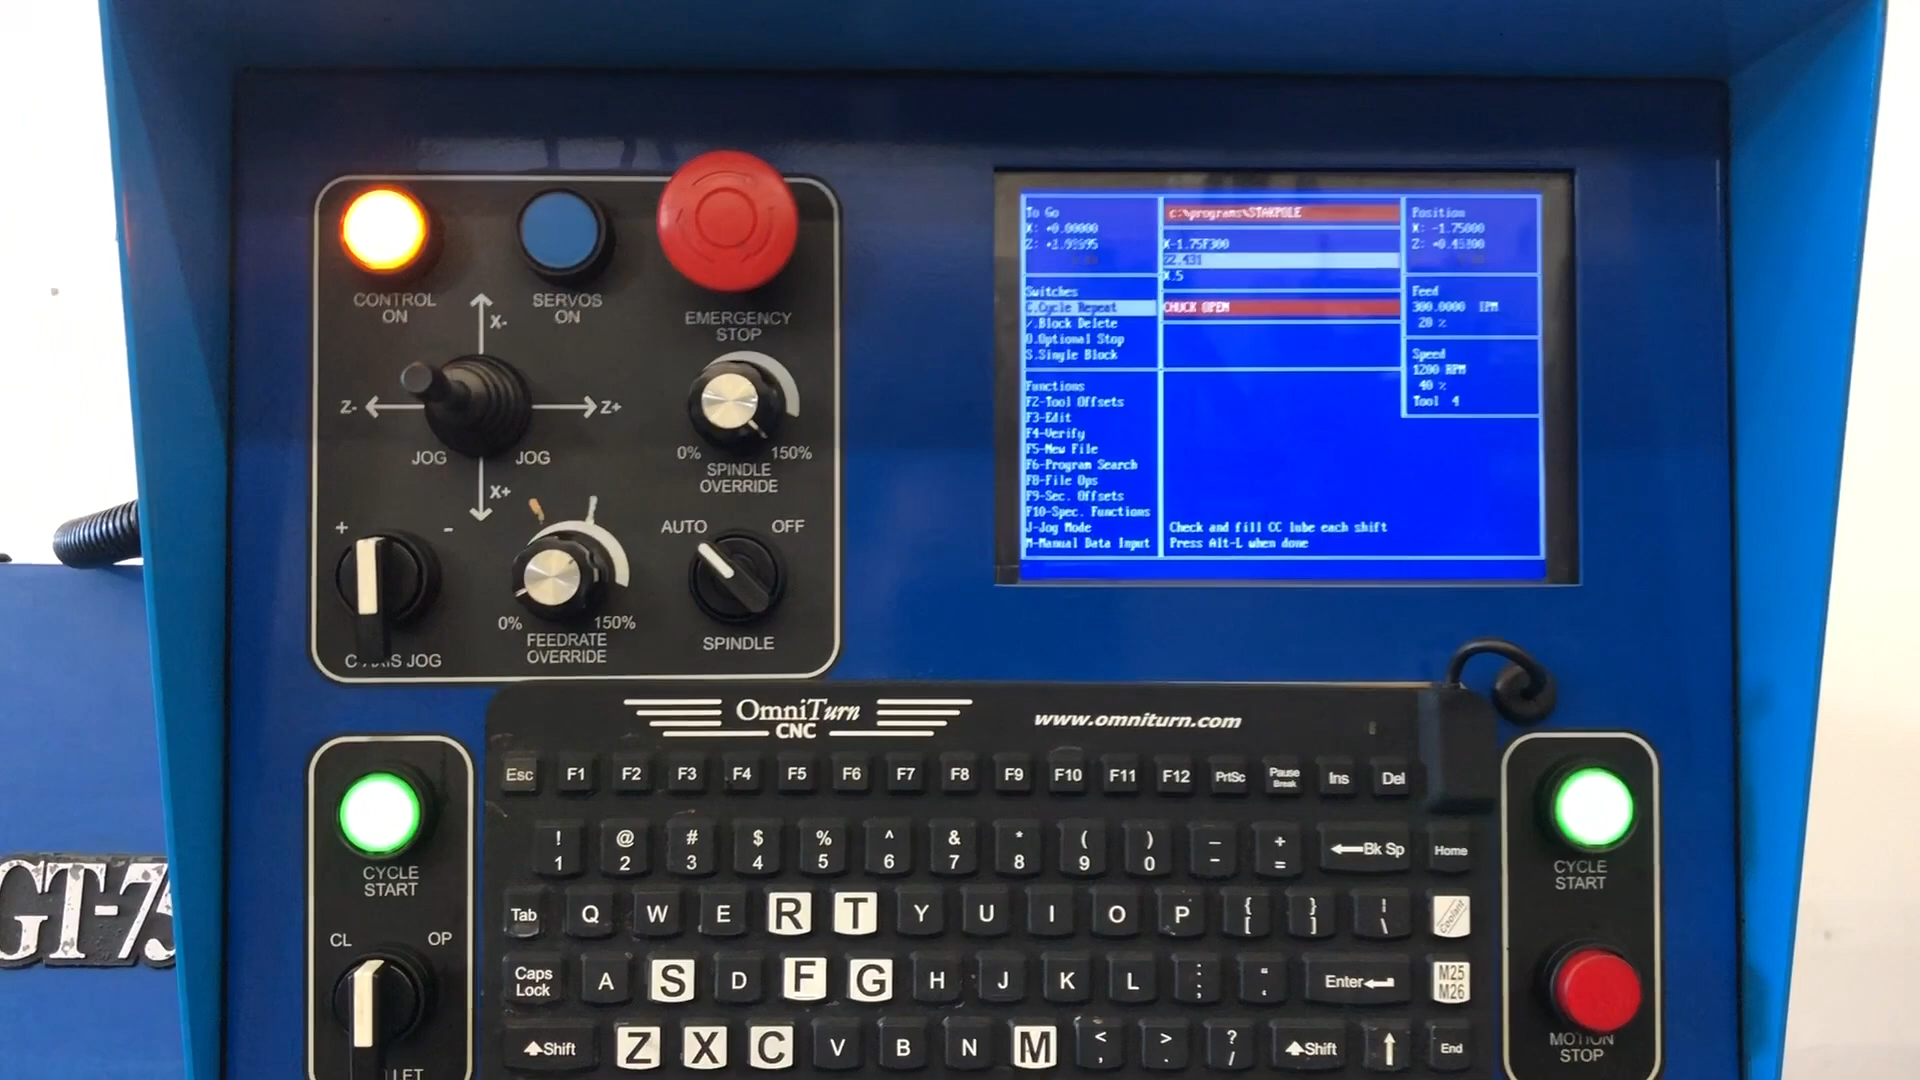 CONTROL
ON
SERVOS
ON
EMERGENCY
STOP
X-
Z-
Z+
JOG
JOG
X+
0%
150%
SPINDLE
OVERRIDE
+
-
C-AXIS JOG
0%
150%
FEEDRATE
OVERRIDE
AUTO
OFF
SPINDLE
To Go
X: +0.00000
Switches
C.Cycle Repeat
/.Block Delete
O.Optional Stop
S.Single Block
Functions
F2-Tool Offsets
F3-Edit
F4-Verify
F5-New File
F6-Program Search
F8-File Ops
F9-Sec. Offsets
F10-Spec. Functions
J-Jog Mode
M-Manual Data Input
c:\programs\STAKPOLE
X-1.75F300
Z2.431
X.5
CHUCK OPEN
Check and fill CC lube each shift
Press Alt-L when done
Position
X: -1.75000
Feed
300.0000 IPM
20 %
Speed
1200 RPM
40 %
Tool 4
OmniTurn
CNC
www.omniturn.com
Esc F1 F2 F3 F4 F5 F6 F7 F8 F9 F10 F11 F12 PrtSc Pause Break Ins Del
! 1 @ 2 # 3 $ 4 % 5 ^ 6 & 7 * 8 ( 9 ) 0 _ - + = Bk Sp Home
Tab Q W E R T Y U I O P { [ } ] | \ Coolant
Caps Lock A S D F G H J K L : ; " ' Enter M25 M26
Shift Z X C V B N M < , > . ? / Shift End
CYCLE
START
CL
OP
LET
CYCLE
START
MOTION
STOP
GT-75